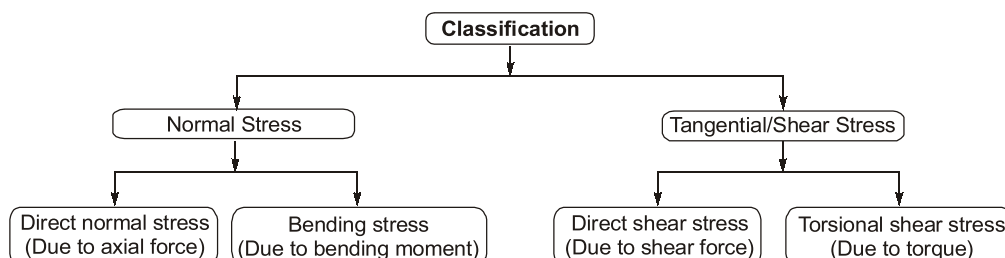 Classification
Normal Stress
Tangential/Shear Stress
Direct normal stress
(Due to axial force)
Bending stress
(Due to bending moment)
Direct shear stress
(Due to shear force)
Torsional shear stress
(Due to torque)